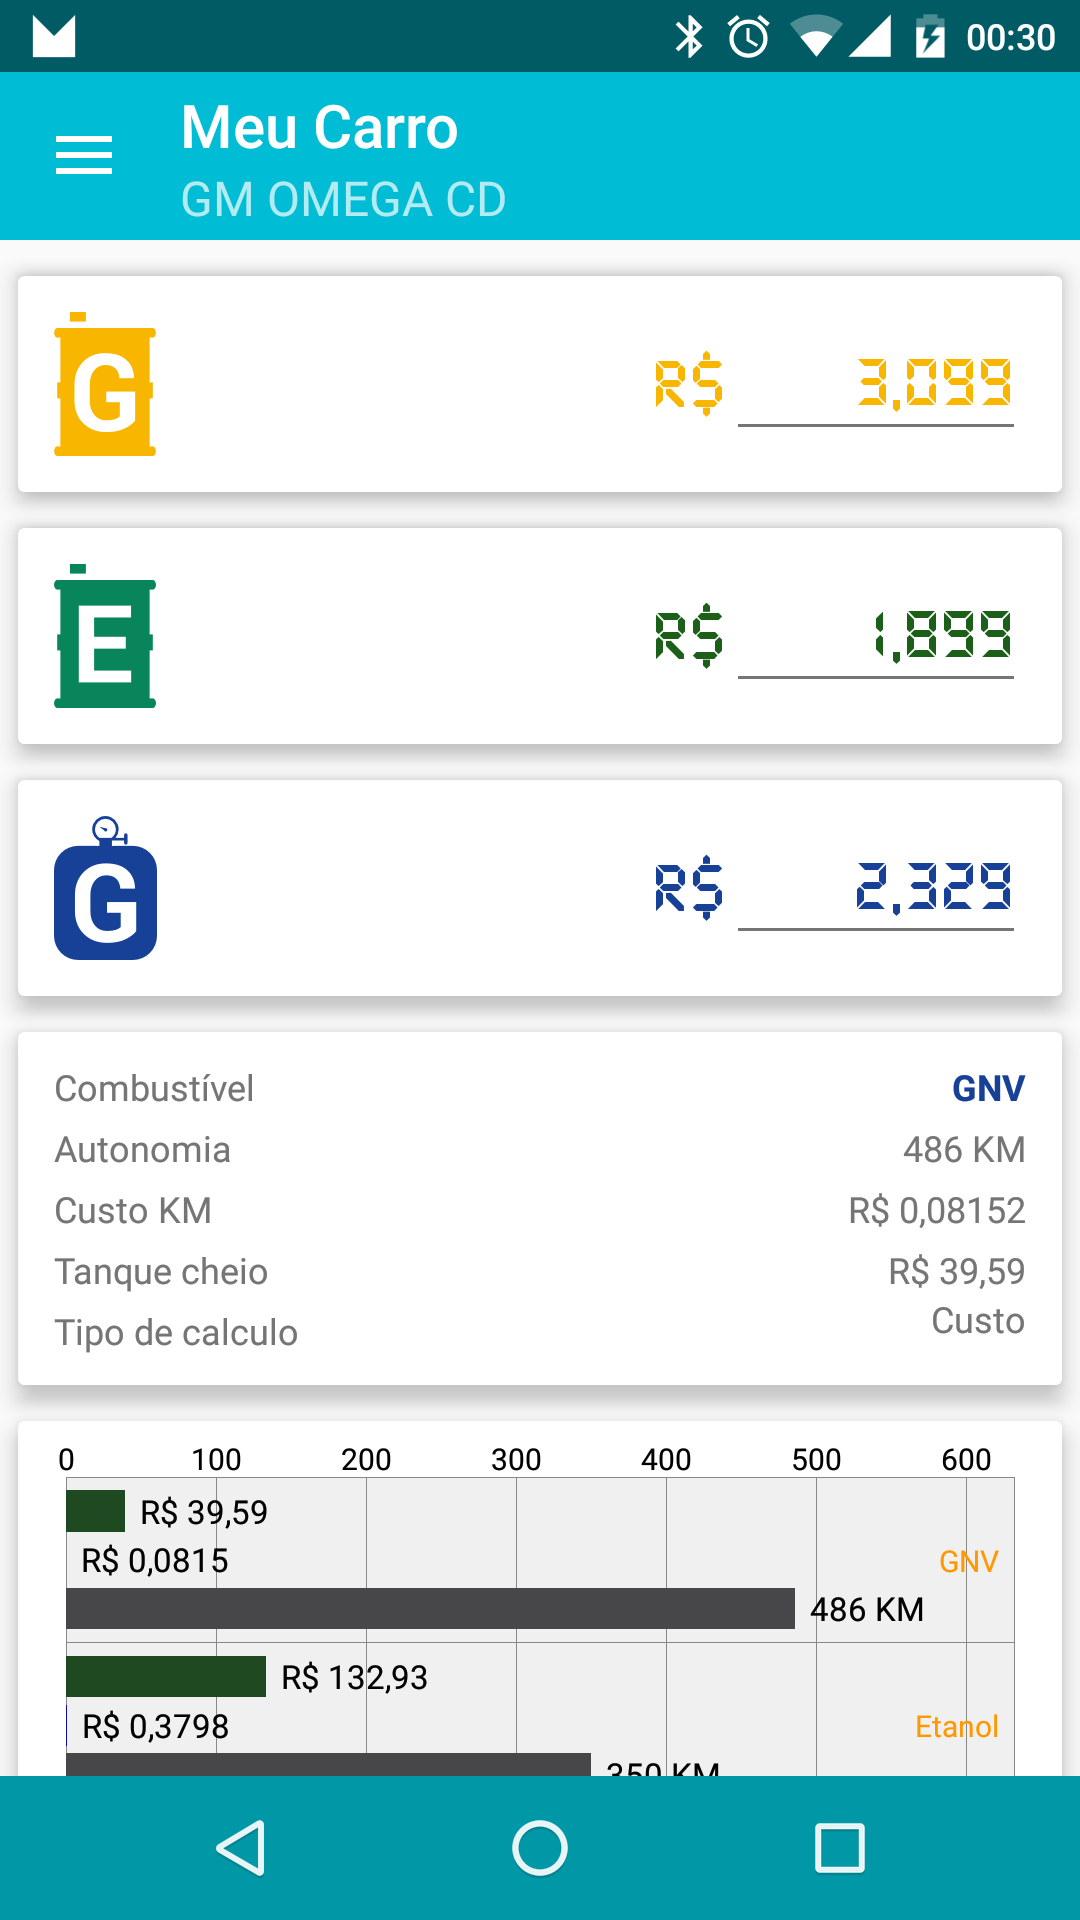 00:30
Meu Carro
GM OMEGA CD
G R$ 3,099
E R$ 1,899
G R$ 2,329
Combustível GNV
Autonomia 486 KM
Custo KM R$ 0,08152
Tanque cheio R$ 39,59
Tipo de calculo Custo
0 100 200 300 400 500 600
R$ 39,59
R$ 0,0815 GNV
486 KM
R$ 132,93
R$ 0,3798 Etanol
350 KM